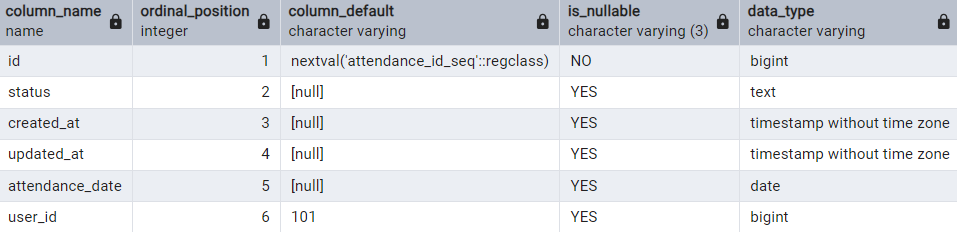 column_name ordinal_position column_default is_nullable data_type
name integer character varying character varying (3) character varying
id 1 nextval('attendance_id_seq'::regclass) NO bigint
status 2 [null] YES text
created_at 3 [null] YES timestamp without time zone
updated_at 4 [null] YES timestamp without time zone
attendance_date 5 [null] YES date
user_id 6 101 YES bigint